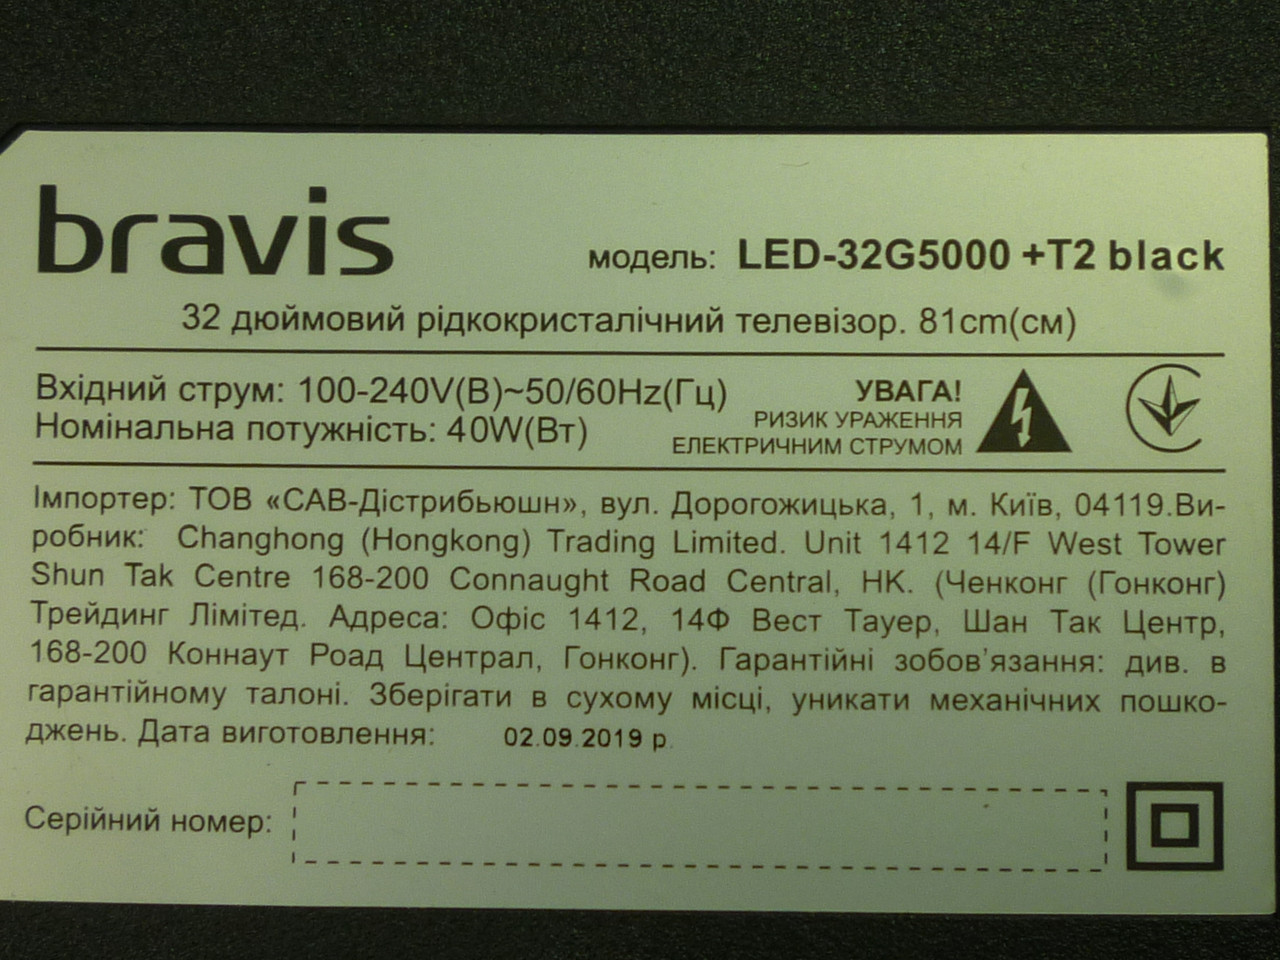 bravis
модель: LED-32G5000 +T2 black
32 дюймовий рідкокристалічний телевізор. 81cm(см)
Вхідний струм: 100-240V(В)~50/60Hz(Гц)
Номінальна потужність: 40W(Вт)
УВАГА!
РИЗИК УРАЖЕННЯ
ЕЛЕКТРИЧНИМ СТРУМОМ
Імпортер: ТОВ «САВ-Дістрибьюшн», вул. Дорогожицька, 1, м. Київ, 04119.Ви-
робник: Changhong (Hongkong) Trading Limited. Unit 1412 14/F West Tower
Shun Tak Centre 168-200 Connaught Road Central, HK. (Ченконг (Гонконг)
Трейдинг Лімітед. Адреса: Офіс 1412, 14Ф Вест Тауер, Шан Так Центр,
168-200 Коннаут Роад Централ, Гонконг). Гарантійні зобов'язання: див. в
гарантійному талоні. Зберігати в сухому місці, уникати механічних пошко-
джень. Дата виготовлення: 02.09.2019 р.
Серійний номер: